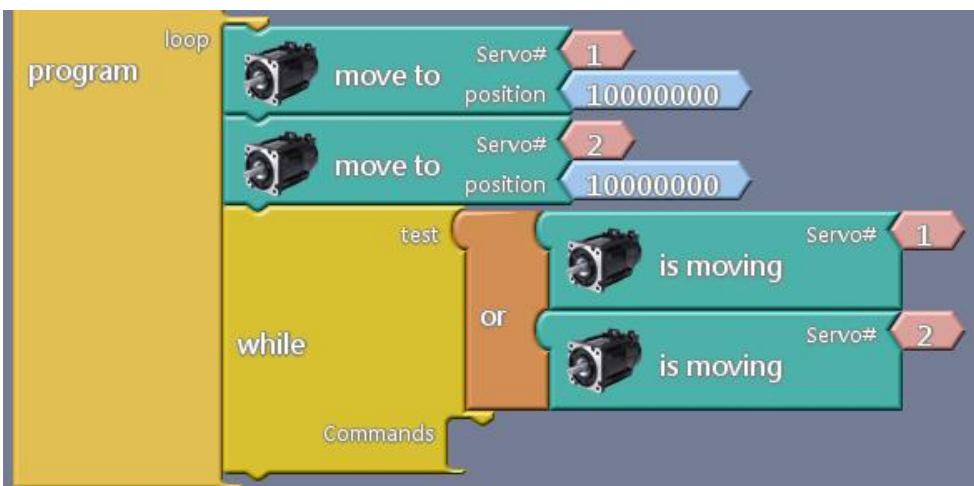 loop
program
move to
Servo# 1
position 10000000
move to
Servo# 2
position 10000000
test
while
or
Servo# 1
is moving
Servo# 2
is moving
Commands